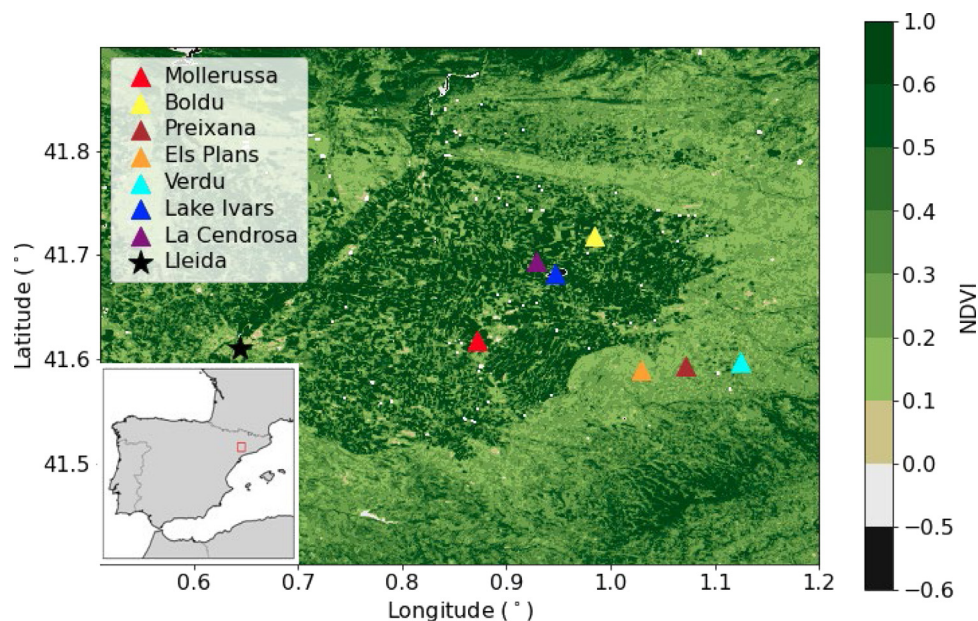 Mollerussa
Boldu
Preixana
Els Plans
Verdu
Lake Ivars
La Cendrosa
Lleida
41.8
41.7
41.6
41.5
Latitude (°)
0.6 0.7 0.8 0.9 1.0 1.1 1.2
Longitude (°)
1.0
0.6
0.5
0.4
0.3
0.2
0.1
0.0
−0.5
−0.6
NDVI